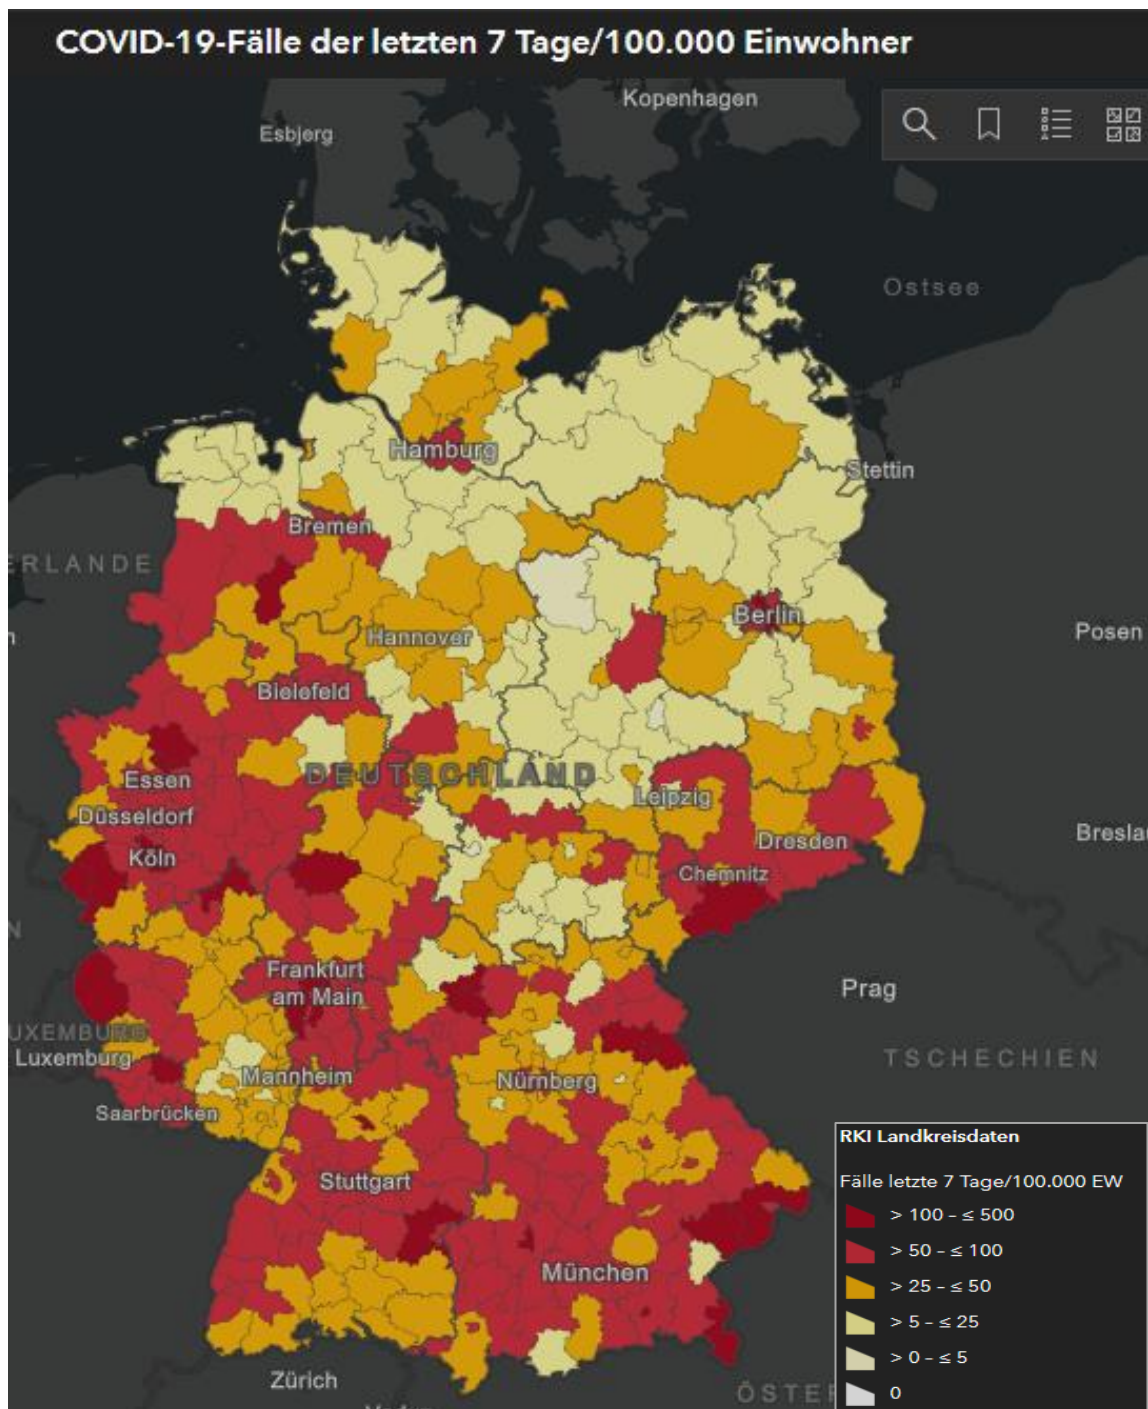 COVID-19-Fälle der letzten 7 Tage/100.000 Einwohner
Kopenhagen
Esbjerg
Ostsee
Hamburg
Stettin
Bremen
ERLANDE
Berlin
Hannover
Posen
Bielefeld
DEUTSCHLAND
Essen
Leipzig
Düsseldorf
Dresden
Breslau
Köln
Chemnitz
N
Frankfurt
am Main
Prag
LUXEMBURG
Luxemburg
TSCHECHIEN
Mannheim
Nürnberg
Saarbrücken
Stuttgart
München
Zürich
ÖSTER
RKI Landkreisdaten
Fälle letzte 7 Tage/100.000 EW
> 100 – ≤ 500
> 50 – ≤ 100
> 25 – ≤ 50
> 5 – ≤ 25
> 0 – ≤ 5
0